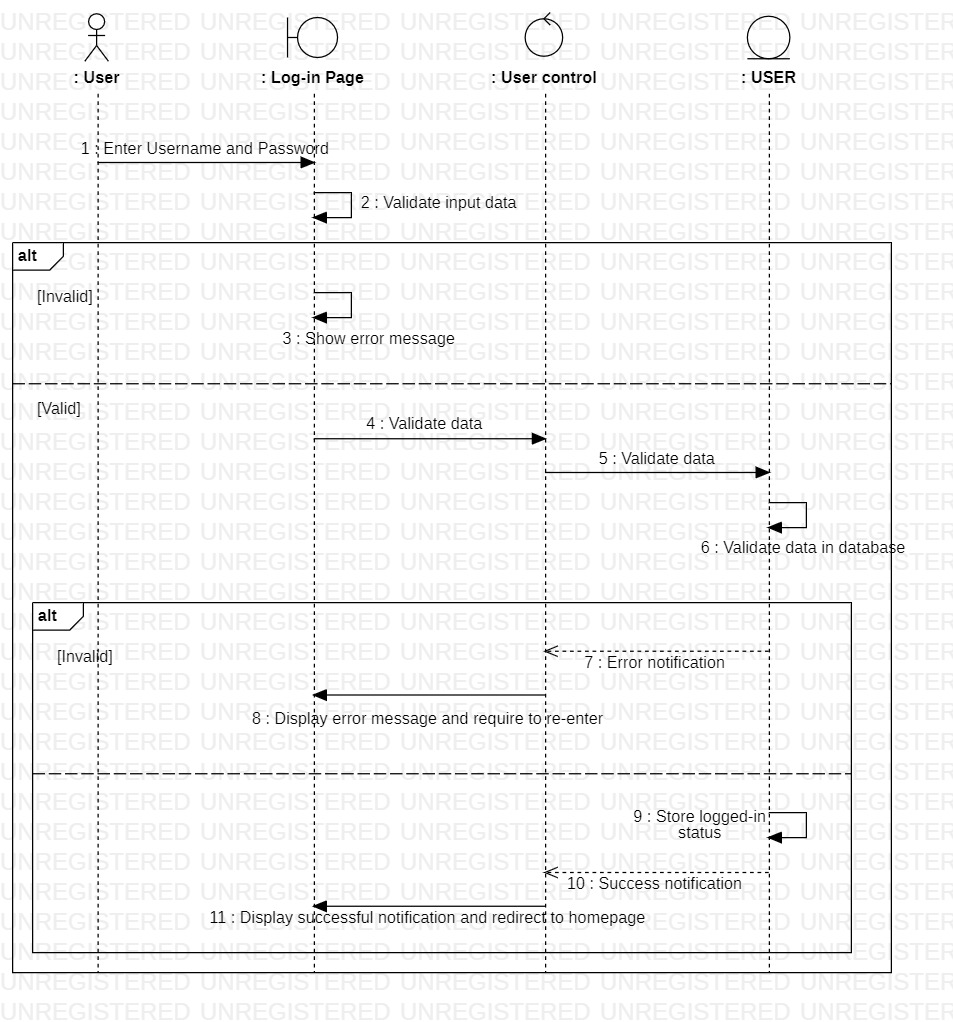 : User
: Log-in Page
: User control
: USER
1 : Enter Username and Password
2 : Validate input data
alt
[Invalid]
3 : Show error message
[Valid]
4 : Validate data
5 : Validate data
6 : Validate data in database
alt
[Invalid]
7 : Error notification
8 : Display error message and require to re-enter
9 : Store logged-in
status
10 : Success notification
11 : Display successful notification and redirect to homepage
UNREGISTERED